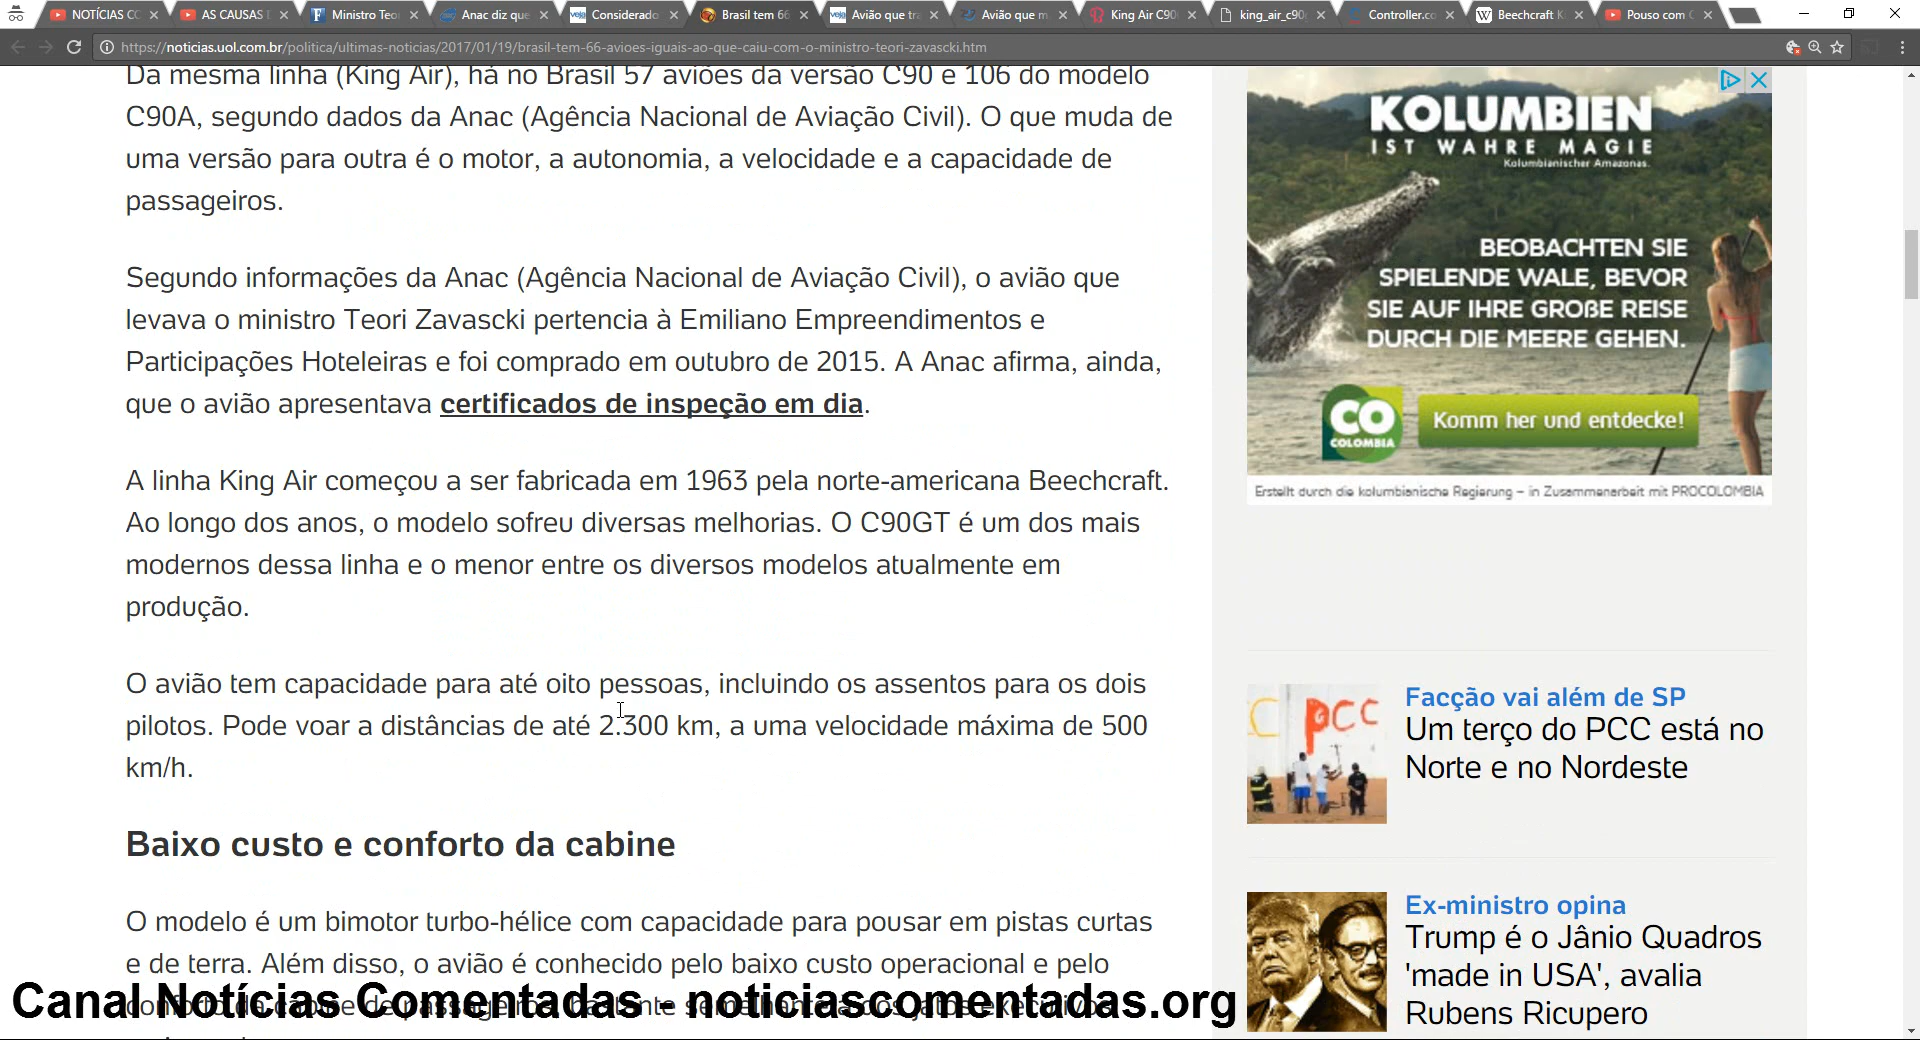 NOTÍCIAS CO
AS CAUSAS
Ministro Teo
Anac diz que
Considerado
Brasil tem 66
Avião que tra
Avião que m
King Air C90
king_air_c90
Controller.co
Beechcraft K
Pouso com
https://noticias.uol.com.br/politica/ultimas-noticias/2017/01/19/brasil-tem-66-avioes-iguais-ao-que-caiu-com-o-ministro-teori-zavascki.htm
Da mesma linha (King Air), há no Brasil 57 aviões da versão C90 e 106 do modelo
C90A, segundo dados da Anac (Agência Nacional de Aviação Civil). O que muda de
uma versão para outra é o motor, a autonomia, a velocidade e a capacidade de
passageiros.
Segundo informações da Anac (Agência Nacional de Aviação Civil), o avião que
levava o ministro Teori Zavascki pertencia à Emiliano Empreendimentos e
Participações Hoteleiras e foi comprado em outubro de 2015. A Anac afirma, ainda,
que o avião apresentava certificados de inspeção em dia.
A linha King Air começou a ser fabricada em 1963 pela norte-americana Beechcraft.
Ao longo dos anos, o modelo sofreu diversas melhorias. O C90GT é um dos mais
modernos dessa linha e o menor entre os diversos modelos atualmente em
produção.
O avião tem capacidade para até oito pessoas, incluindo os assentos para os dois
pilotos. Pode voar a distâncias de até 2.300 km, a uma velocidade máxima de 500
km/h.
Baixo custo e conforto da cabine
O modelo é um bimotor turbo-hélice com capacidade para pousar em pistas curtas
e de terra. Além disso, o avião é conhecido pelo baixo custo operacional e pelo
conforto da cabine de passageiros, bastante semelhante a dos jatos executivos
Canal Notícias Comentadas - noticiascomentadas.org
KOLUMBIEN
IST WAHRE MAGIE
Kolumbianischer Amazonas.
BEOBACHTEN SIE
SPIELENDE WALE, BEVOR
SIE AUF IHRE GROßE REISE
DURCH DIE MEERE GEHEN.
CO
COLOMBIA
Komm her und entdecke!
Erstellt durch die kolumbianische Regierung – in Zusammenarbeit mit PROCOLOMBIA
PCC
Facção vai além de SP
Um terço do PCC está no
Norte e no Nordeste
Ex-ministro opina
Trump é o Jânio Quadros
'made in USA', avalia
Rubens Ricupero